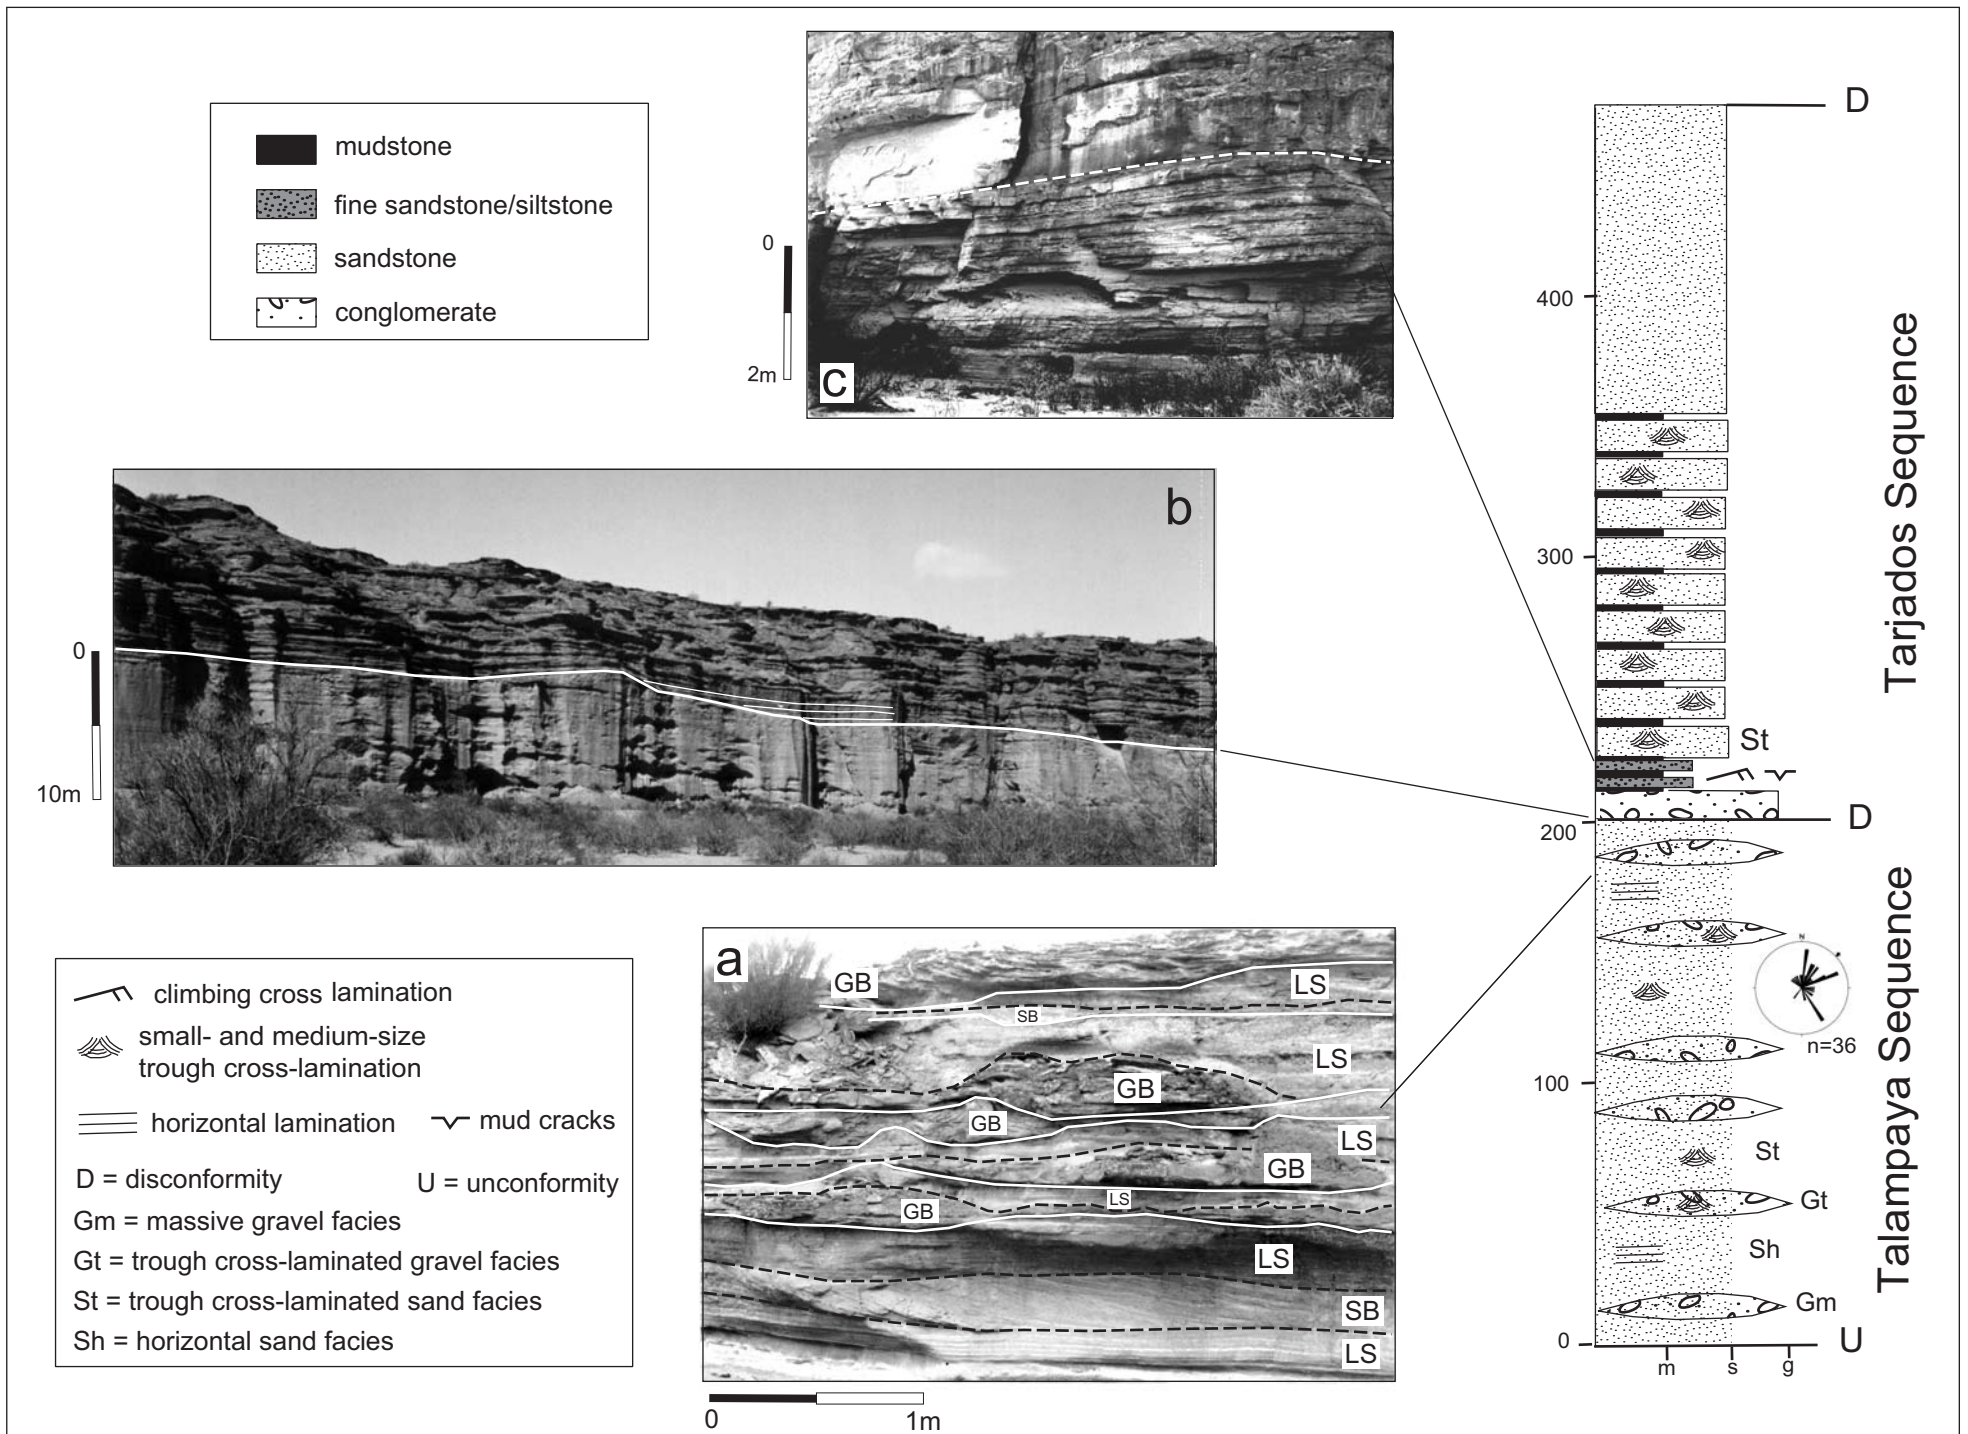 mudstone
fine sandstone/siltstone
sandstone
conglomerate
0
2m
c
b
0
10m
climbing cross lamination
small- and medium-size
trough cross-lamination
horizontal lamination
mud cracks
D = disconformity
U = unconformity
Gm = massive gravel facies
Gt = trough cross-laminated gravel facies
St = trough cross-laminated sand facies
Sh = horizontal sand facies
a
GB
LS
SB
LS
GB
GB
LS
GB
LS
GB
LS
SB
LS
0
1m
D
400
300
St
D
200
N
n=36
100
St
Gt
Sh
Gm
0
U
m
s
g
Tarjados Sequence
Talampaya Sequence